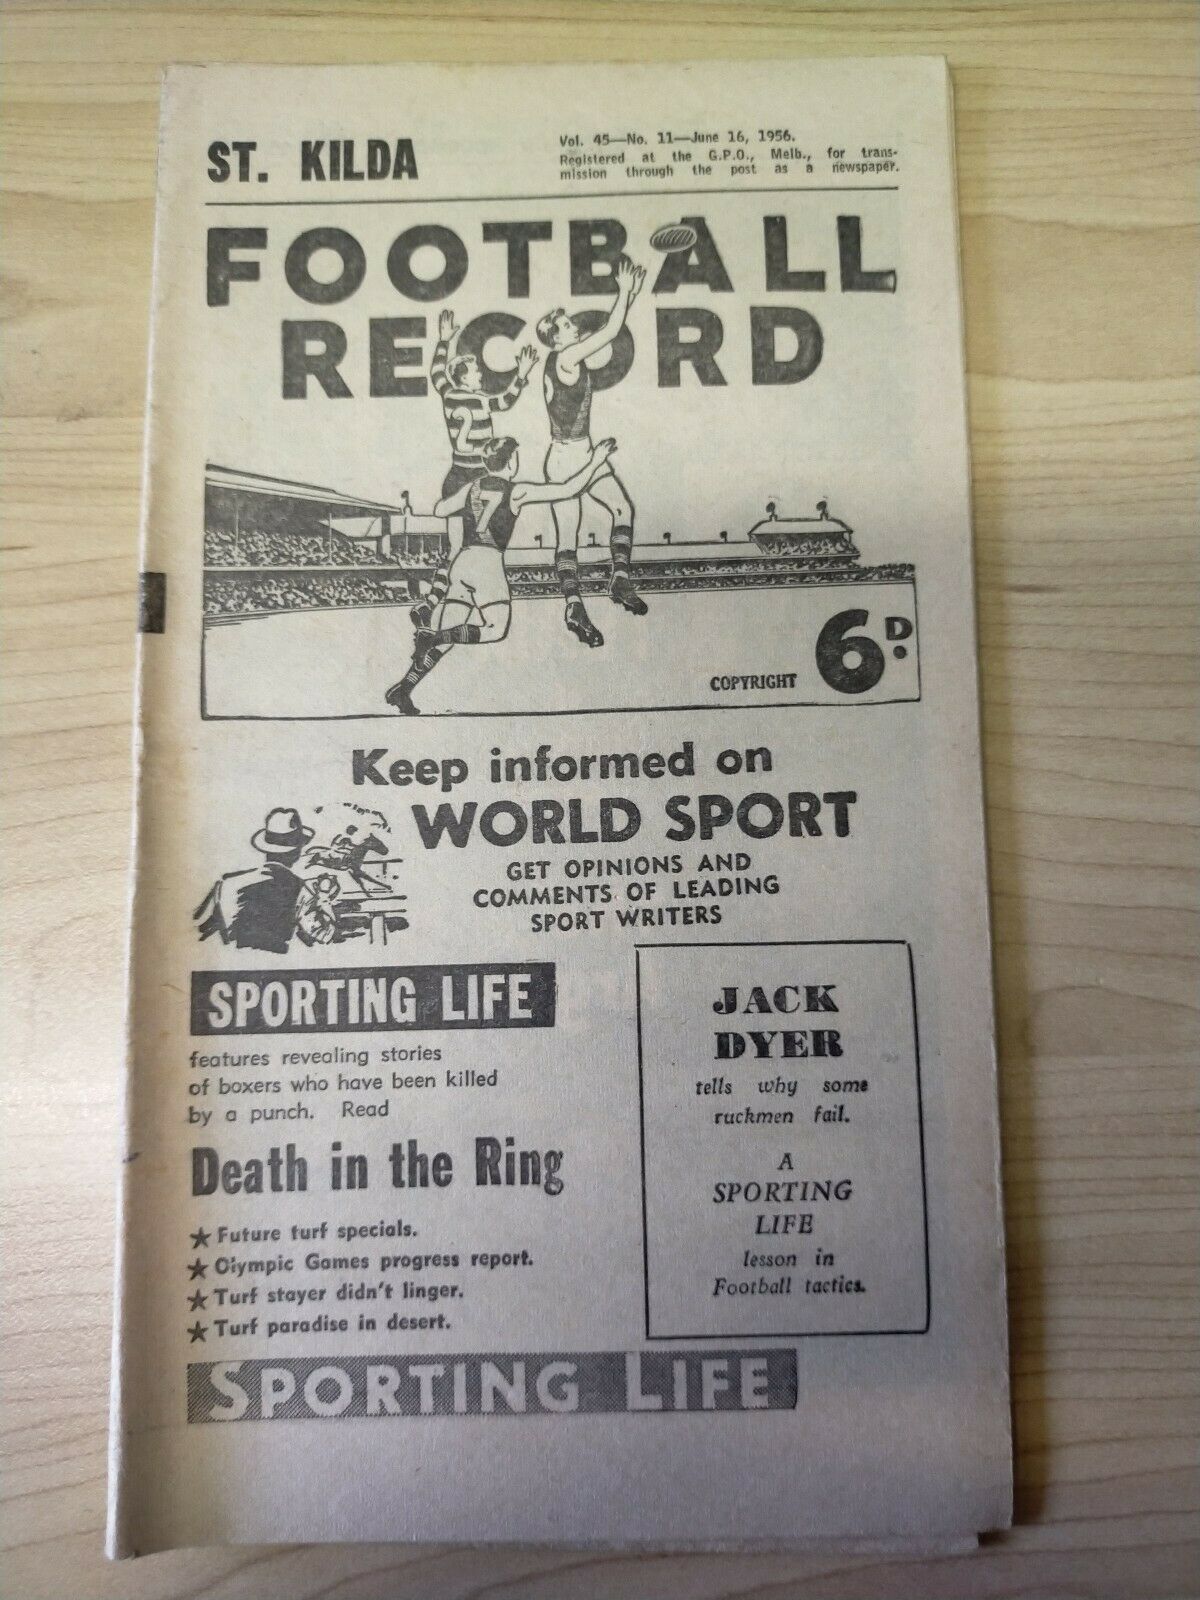 ST. KILDA
Vol. 45—No. 11—June 16, 1956.
Registered at the G.P.O., Melb., for trans-
mission through the post as a newspaper.
FOOTBALL
RECORD
2
7
COPYRIGHT 6D.
Keep informed on
WORLD SPORT
GET OPINIONS AND
COMMENTS OF LEADING
SPORT WRITERS
SPORTING LIFE
features revealing stories
of boxers who have been killed
by a punch. Read
Death in the Ring
★ Future turf specials.
★ Olympic Games progress report.
★ Turf stayer didn't linger.
★ Turf paradise in desert.
JACK
DYER
tells why some
ruckmen fail.
A
SPORTING
LIFE
lesson in
Football tactics.
SPORTING LIFE